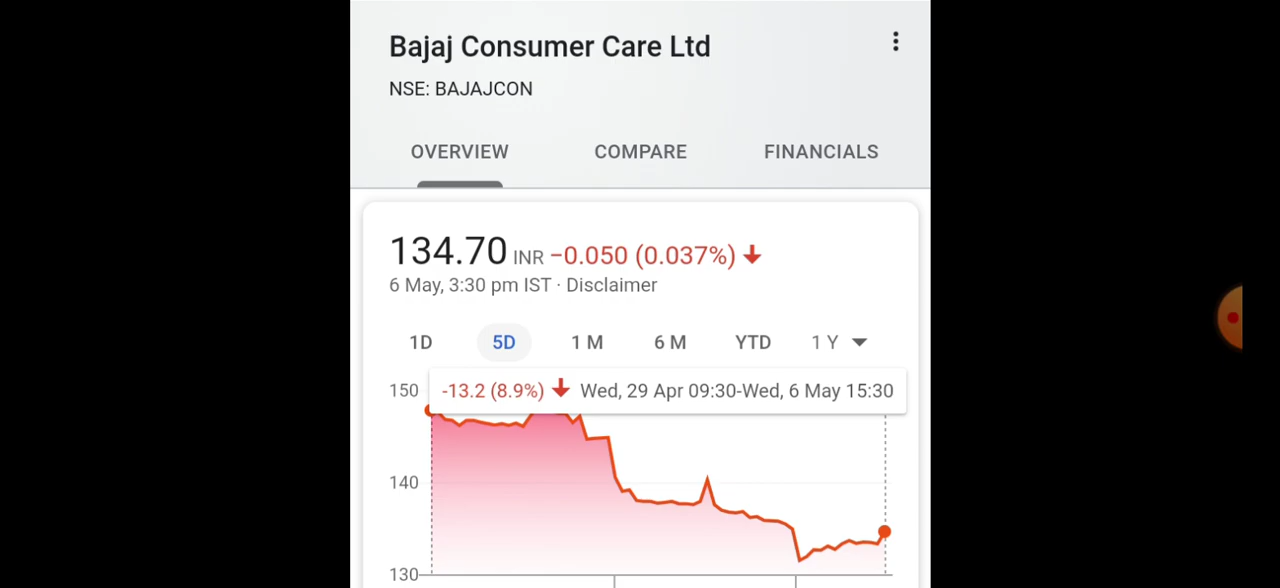 Bajaj Consumer Care Ltd
NSE: BAJAJCON
OVERVIEW COMPARE FINANCIALS
134.70 INR −0.050 (0.037%)
6 May, 3:30 pm IST · Disclaimer
1D 5D 1 M 6 M YTD 1 Y
150 -13.2 (8.9%) Wed, 29 Apr 09:30-Wed, 6 May 15:30
140
130